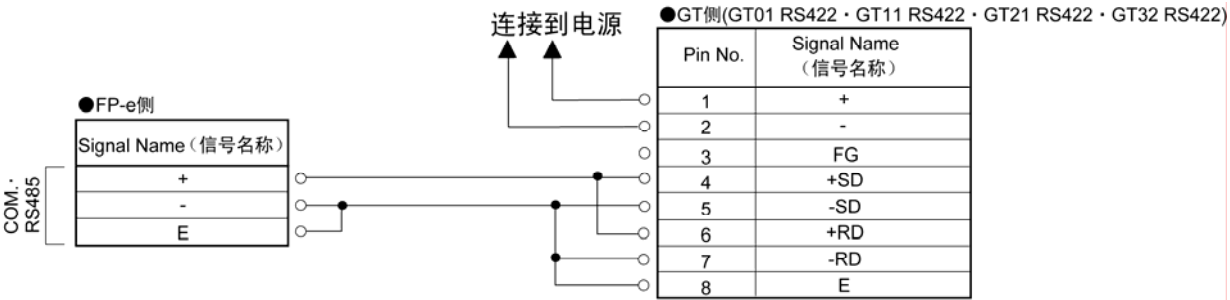 连接到电源
●GT侧(GT01 RS422・GT11 RS422・GT21 RS422・GT32 RS422)
Pin No. Signal Name
（信号名称）
1 +
2 -
3 FG
4 +SD
5 -SD
6 +RD
7 -RD
8 E
●FP-e侧
Signal Name（信号名称）
+
-
E
COM.・
RS485